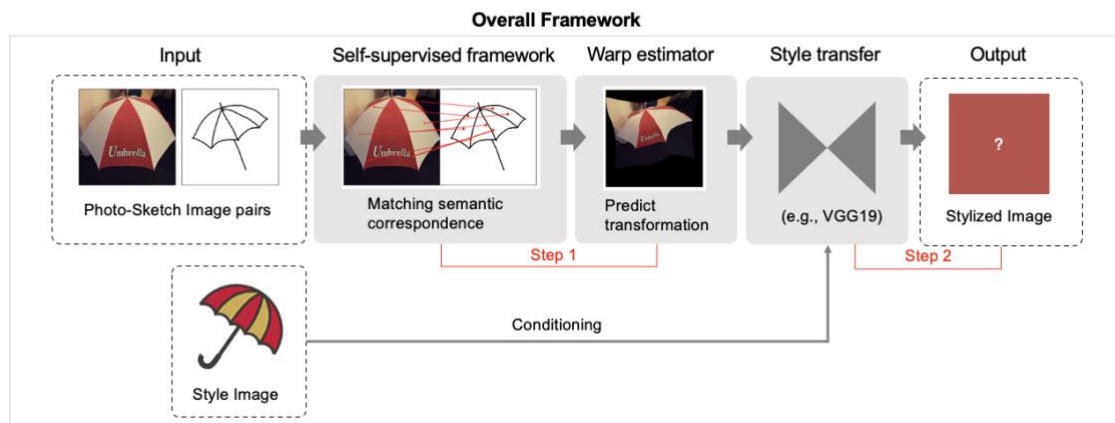 Overall Framework
Input
Self-supervised framework
Warp estimator
Style transfer
Output
Umbrella
Umbrella
Umbrella
?
Photo-Sketch Image pairs
Matching semantic
correspondence
Predict
transformation
(e., VGG19)
Stylized Image
Step 1
Step 2
Conditioning
Style Image